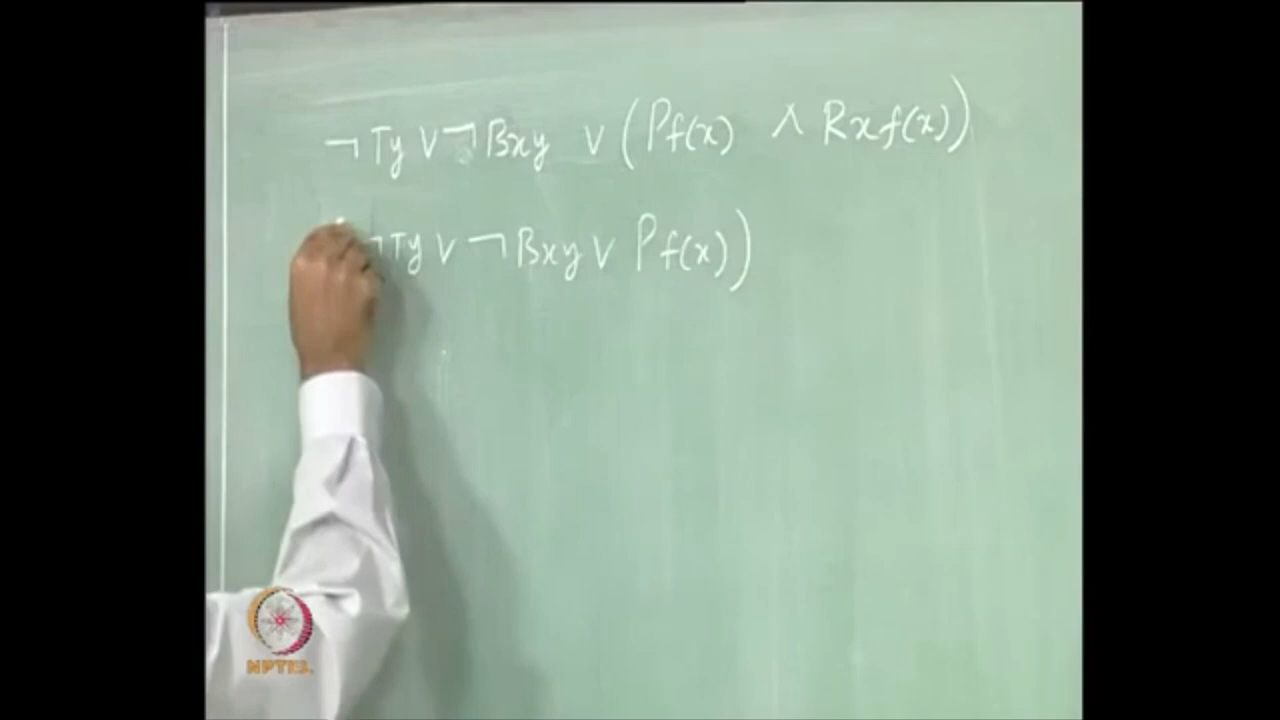 ¬Ty ∨ ¬Bxy ∨ (Pf(x) ∧ Rxf(x))
¬Ty ∨ ¬Bxy ∨ Pf(x))
NPTEL